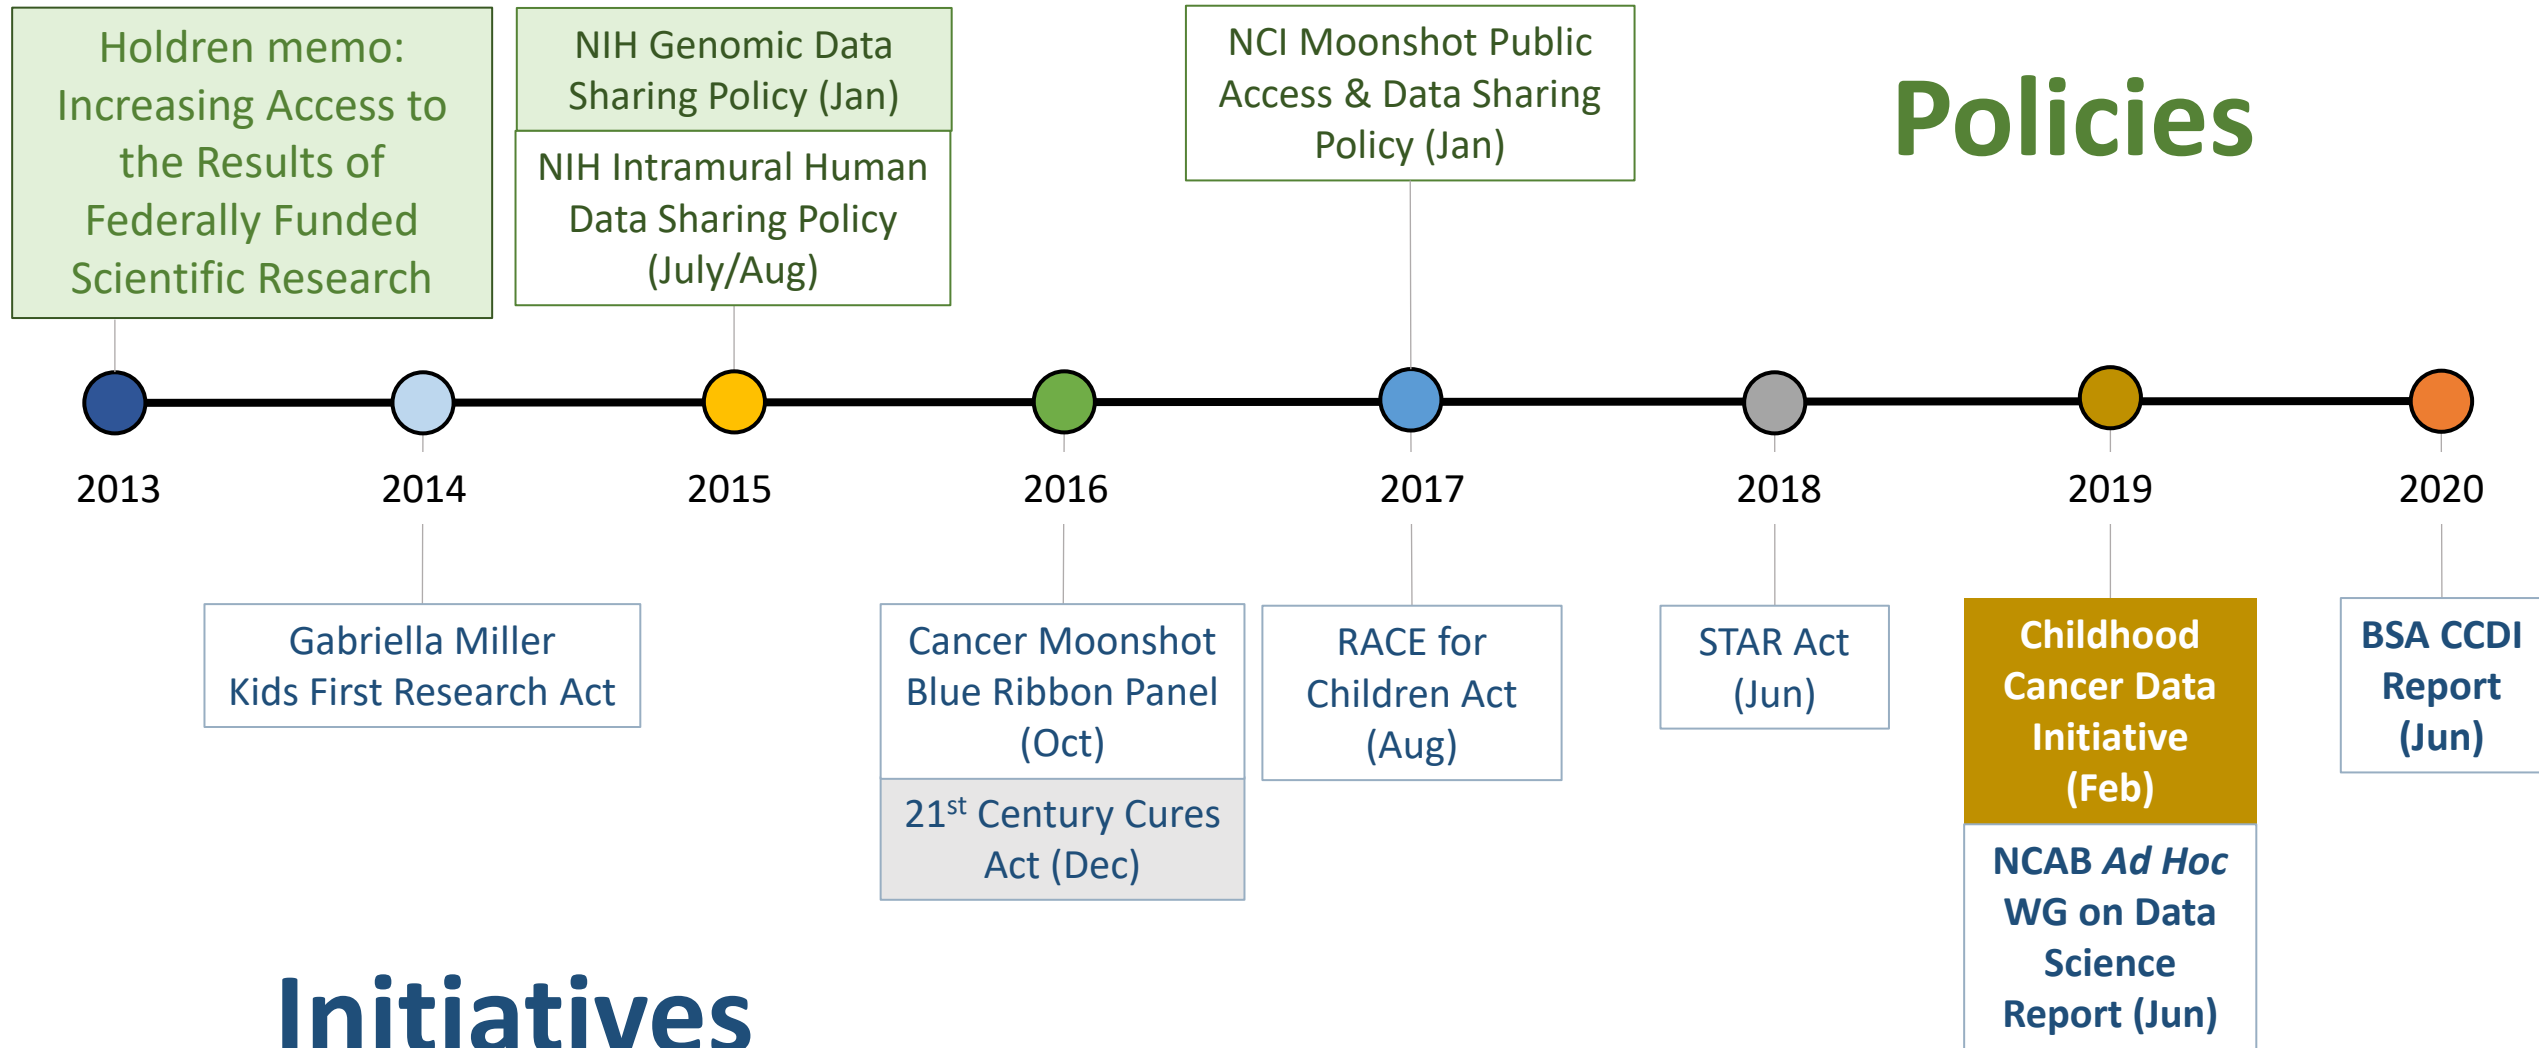 Holdren memo:
Increasing Access to
the Results of
Federally Funded
Scientific Research
NIH Genomic Data
Sharing Policy (Jan)
NIH Intramural Human
Data Sharing Policy
(July/Aug)
NCI Moonshot Public
Access & Data Sharing
Policy (Jan)
Policies
2013
2014
2015
2016
2017
2018
2019
2020
Gabriella Miller
Kids First Research Act
Cancer Moonshot
Blue Ribbon Panel
(Oct)
21st Century Cures
Act (Dec)
RACE for
Children Act
(Aug)
STAR Act
(Jun)
Childhood
Cancer Data
Initiative
(Feb)
NCAB Ad Hoc
WG on Data
Science
Report (Jun)
BSA CCDI
Report
(Jun)
Initiatives